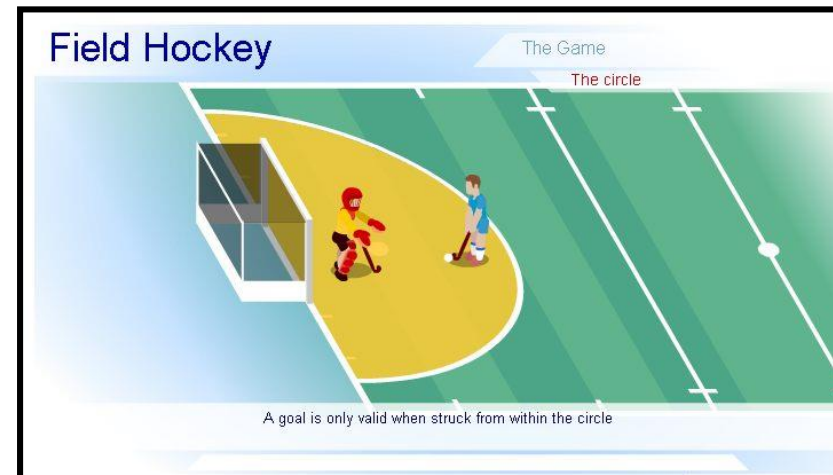 Field Hockey
The Game
The circle
A goal is only valid when struck from within the circle